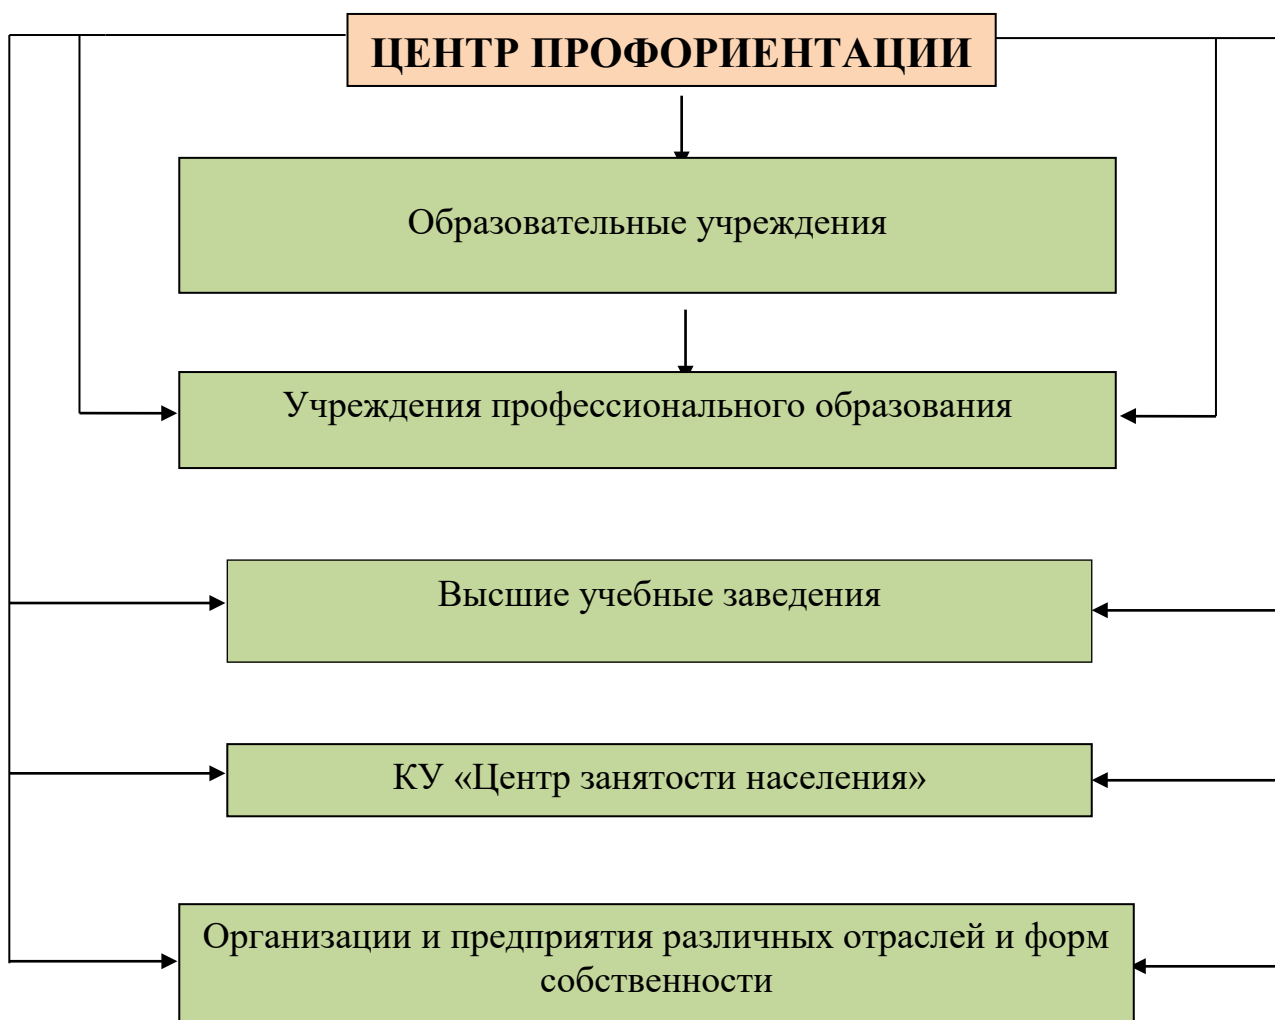 ЦЕНТР ПРОФОРИЕНТАЦИИ
Образовательные учреждения
Учреждения профессионального образования
Высшие учебные заведения
КУ «Центр занятости населения»
Организации и предприятия различных отраслей и форм
собственности